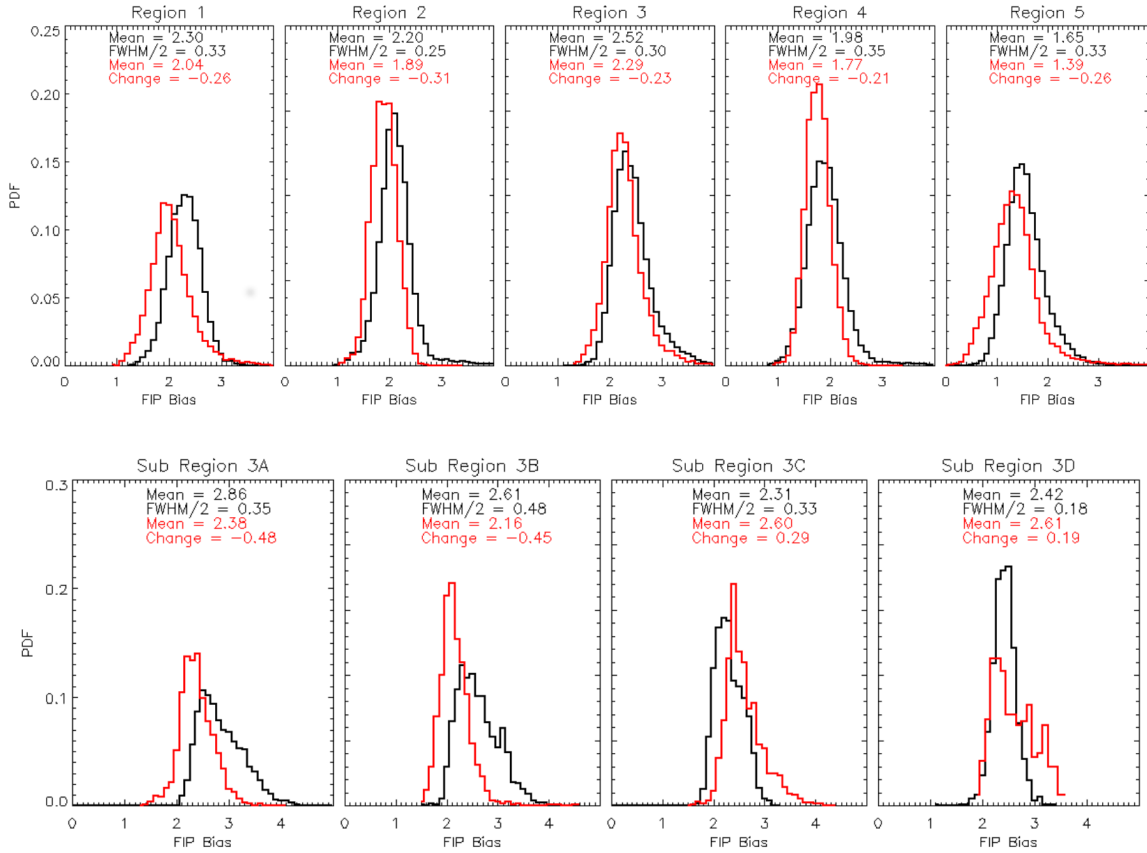 Region 1
Region 2
Region 3
Region 4
Region 5
Mean = 2.30
FWHM/2 = 0.33
Mean = 2.04
Change = −0.26
Mean = 2.20
FWHM/2 = 0.25
Mean = 1.89
Change = −0.31
Mean = 2.52
FWHM/2 = 0.30
Mean = 2.29
Change = −0.23
Mean = 1.98
FWHM/2 = 0.35
Mean = 1.77
Change = −0.21
Mean = 1.65
FWHM/2 = 0.33
Mean = 1.39
Change = −0.26
0.25
0.20
0.15
0.10
0.05
0.00
PDF
0 1 2 3
0 1 2 3
0 1 2 3
0 1 2 3
0 1 2 3
FIP Bias
FIP Bias
FIP Bias
FIP Bias
FIP Bias
Sub Region 3A
Sub Region 3B
Sub Region 3C
Sub Region 3D
Mean = 2.86
FWHM/2 = 0.35
Mean = 2.38
Change = −0.48
Mean = 2.61
FWHM/2 = 0.48
Mean = 2.16
Change = −0.45
Mean = 2.31
FWHM/2 = 0.33
Mean = 2.60
Change = 0.29
Mean = 2.42
FWHM/2 = 0.18
Mean = 2.61
Change = 0.19
0.3
0.2
0.1
0.0
PDF
0 1 2 3 4
0 1 2 3 4
0 1 2 3 4
0 1 2 3 4
FIP Bias
FIP Bias
FIP Bias
FIP Bias